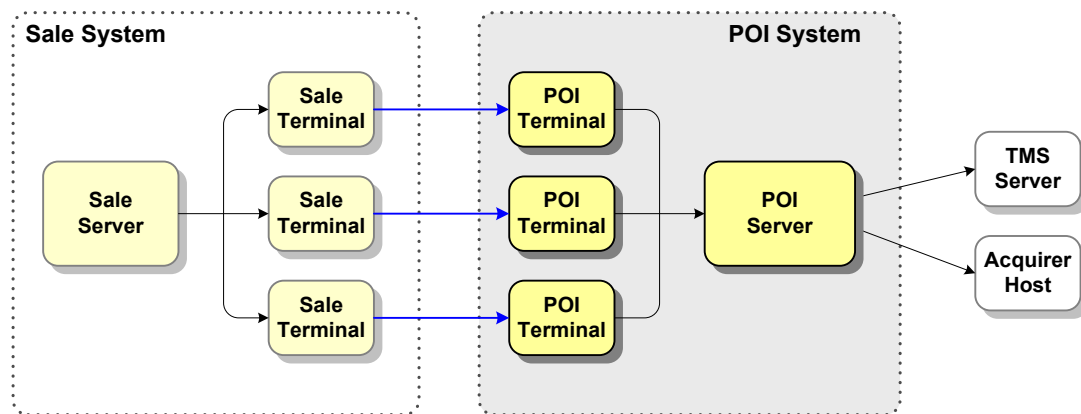 Sale System
POI System
Sale
Terminal
POI
Terminal
Sale
Server
Sale
Terminal
POI
Terminal
POI
Server
TMS
Server
Acquirer
Host
Sale
Terminal
POI
Terminal